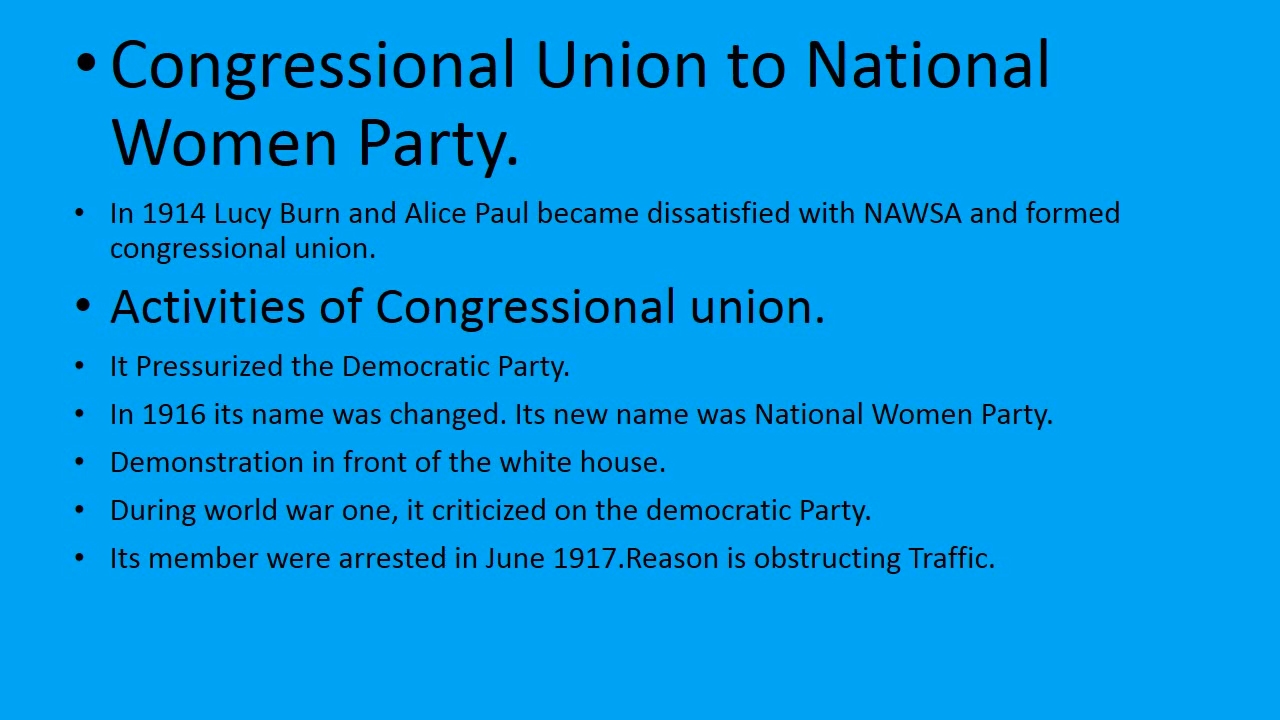 • Congressional Union to National
Women Party.
• In 1914 Lucy Burn and Alice Paul became dissatisfied with NAWSA and formed
congressional union.
• Activities of Congressional union.
• It Pressurized the Democratic Party.
• In 1916 its name was changed. Its new name was National Women Party.
• Demonstration in front of the white house.
• During world war one, it criticized on the democratic Party.
• Its member were arrested in June 1917.Reason is obstructing Traffic.